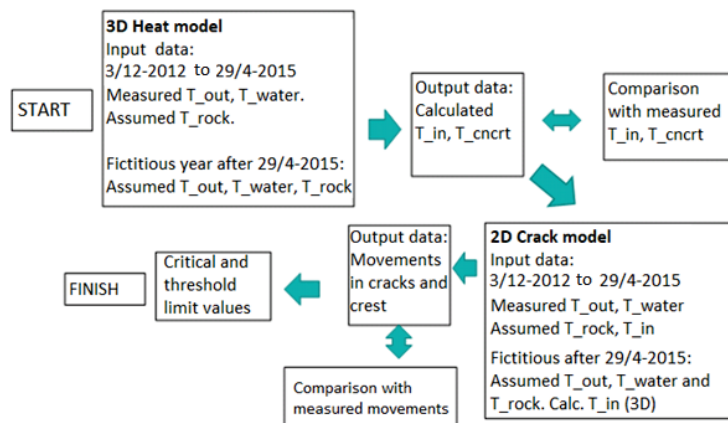 START
3D Heat model
Input data:
3/12-2012 to 29/4-2015
Measured T_out, T_water.
Assumed T_rock.
Fictitious year after 29/4-2015:
Assumed T_out, T_water, T_rock
Output data:
Calculated
T_in, T_cncrt
Comparison
with measured
T_in, T_cncrt
2D Crack model
Input data:
3/12-2012 to 29/4-2015
Measured T_out, T_water
Assumed T_rock, T_in
Fictitious after 29/4-2015:
Assumed T_out, T_water and
T_rock. Calc. T_in (3D)
Output data:
Movements
in cracks and
crest
Comparison with
measured movements
Critical and
threshold
limit values
FINISH